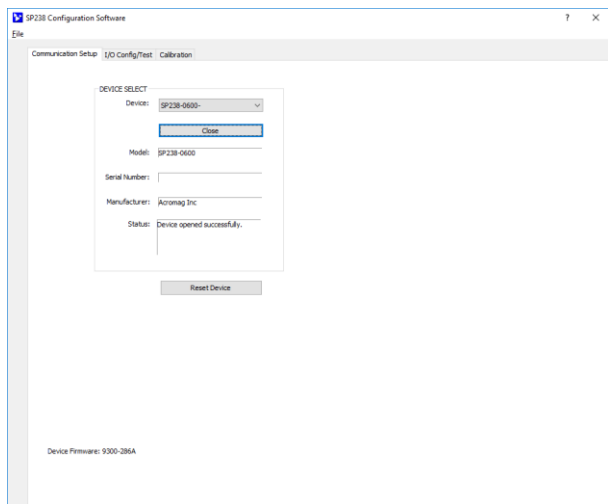 SP238 Configuration Software
File
Communication Setup I/O Config/Test Calibration
DEVICE SELECT
Device: SP238-0600-
Close
Model: SP238-0600
Serial Number:
Manufacturer: Acromag Inc
Status: Device opened successfully.
Reset Device
Device Firmware: 9300-286A